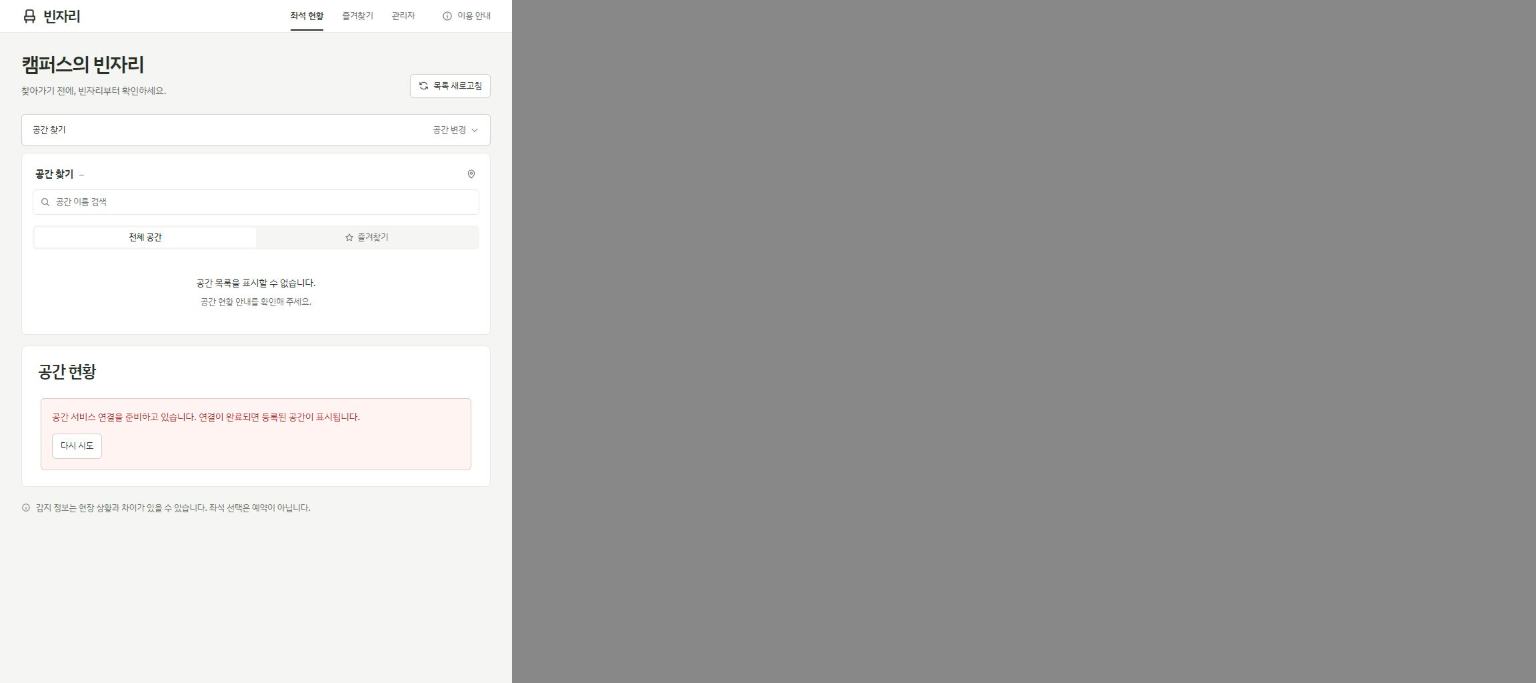 빈자리
좌석 현황
즐겨찾기
관리자
이용 안내
캠퍼스의 빈자리
찾아가기 전에, 빈자리부터 확인하세요.
목록 새로고침
공간 찾기
공간 변경
공간 찾기 –
공간 이름 검색
전체 공간
즐겨찾기
공간 목록을 표시할 수 없습니다.
공간 현황 안내를 확인해 주세요.
공간 현황
공간 서비스 연결을 준비하고 있습니다. 연결이 완료되면 등록된 공간이 표시됩니다.
다시 시도
감지 정보는 현장 상황과 차이가 있을 수 있습니다. 좌석 선택은 예약이 아닙니다.